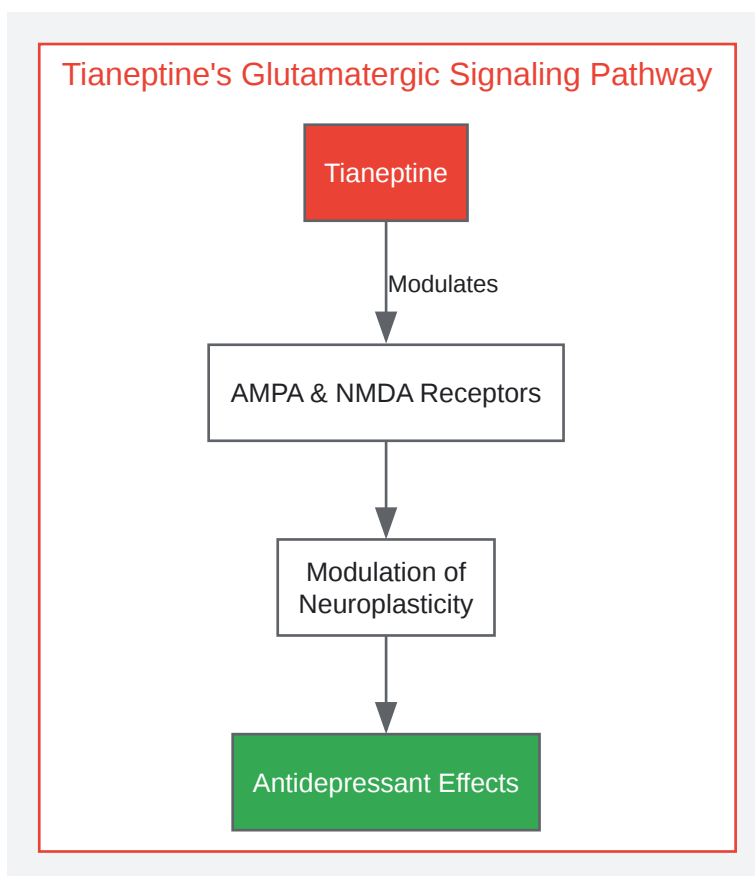 Tianeptine's Glutamatergic Signaling Pathway
Tianeptine
Modulates
AMPA & NMDA Receptors
Modulation of
Neuroplasticity
Antidepressant Effects